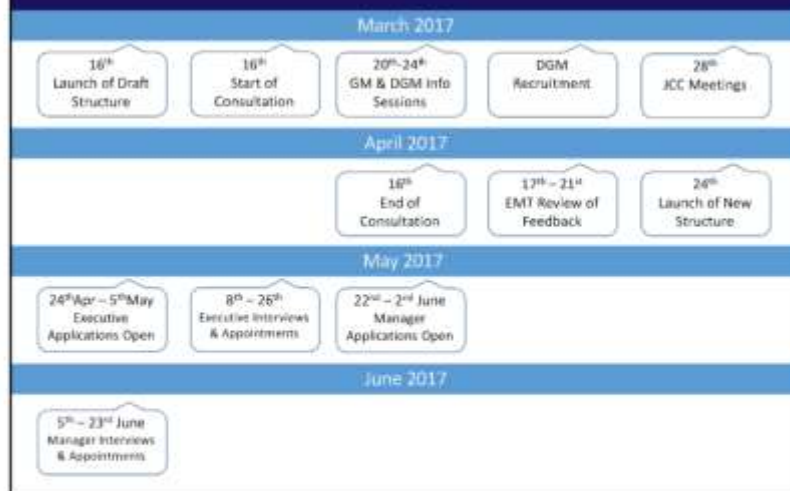 March 2017
16th
Launch of Draft
Structure
16th
Start of
Consultation
20th-24th
GM & DGM Info
Sessions
DGM
Recruitment
28th
JCC Meetings
April 2017
16th
End of
Consultation
17th – 21st
EMT Review of
Feedback
24th
Launch of New
Structure
May 2017
24th Apr – 5th May
Executive
Applications Open
8th – 26th
Executive Interviews
& Appointments
22nd – 2nd June
Manager
Applications Open
June 2017
5th – 23rd June
Manager Interviews
& Appointments